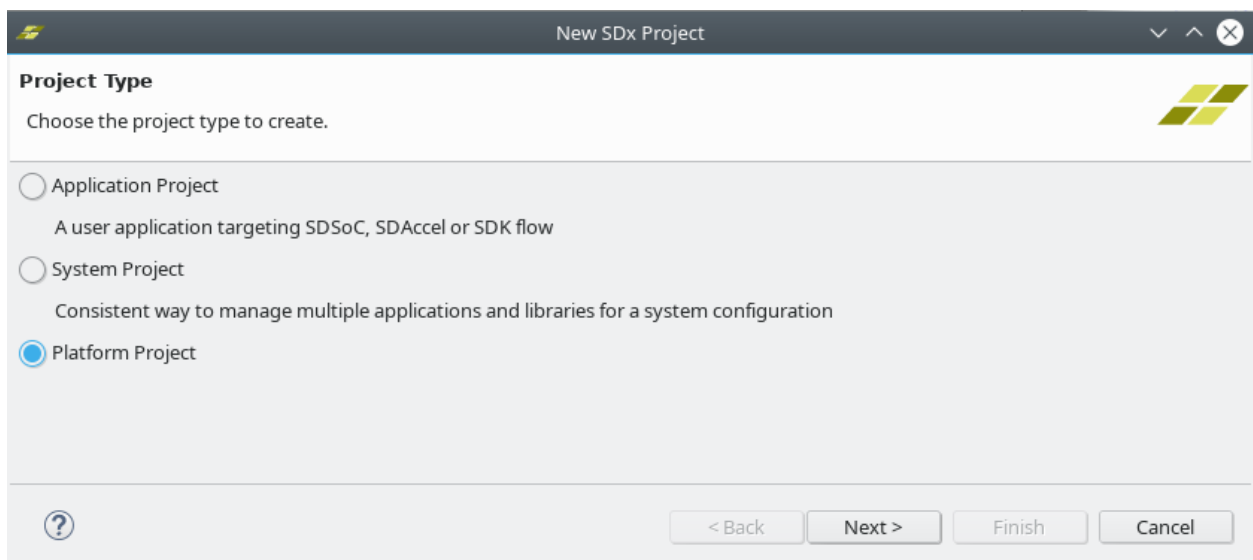 New SDx Project
Project Type
Choose the project type to create.
Application Project
A user application targeting SDSoC, SDAccel or SDK flow
System Project
Consistent way to manage multiple applications and libraries for a system configuration
Platform Project
?
< Back Next > Finish Cancel